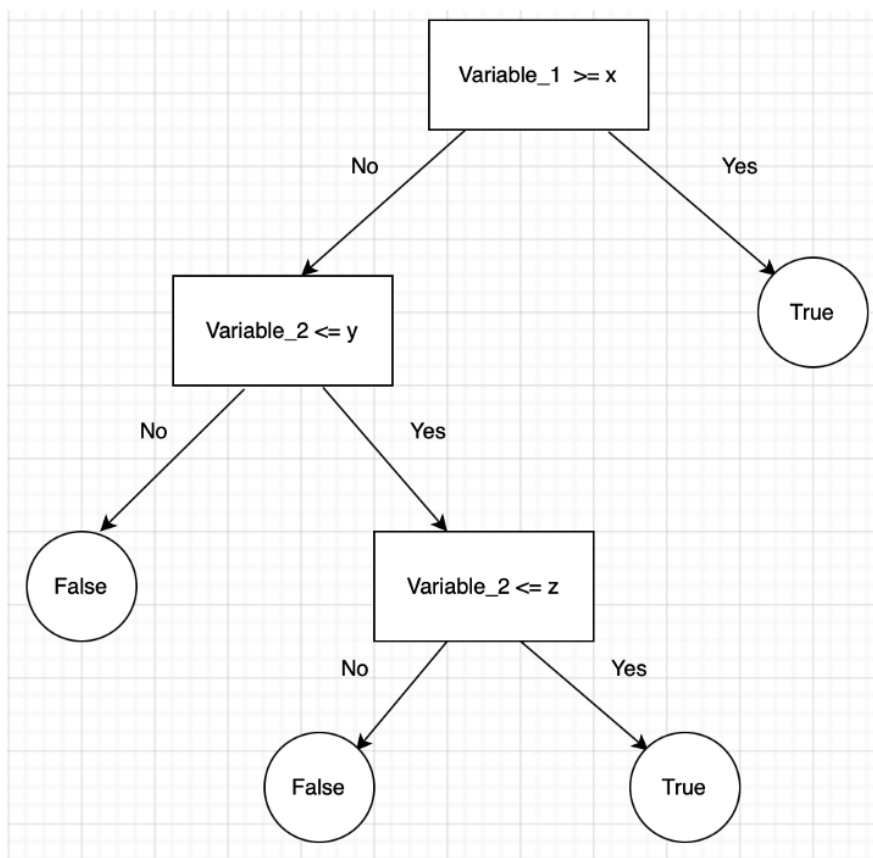 Variable_1 >= x
No
Yes
Variable_2 <= y
True
No
Yes
False
Variable_2 <= z
No
Yes
False
True